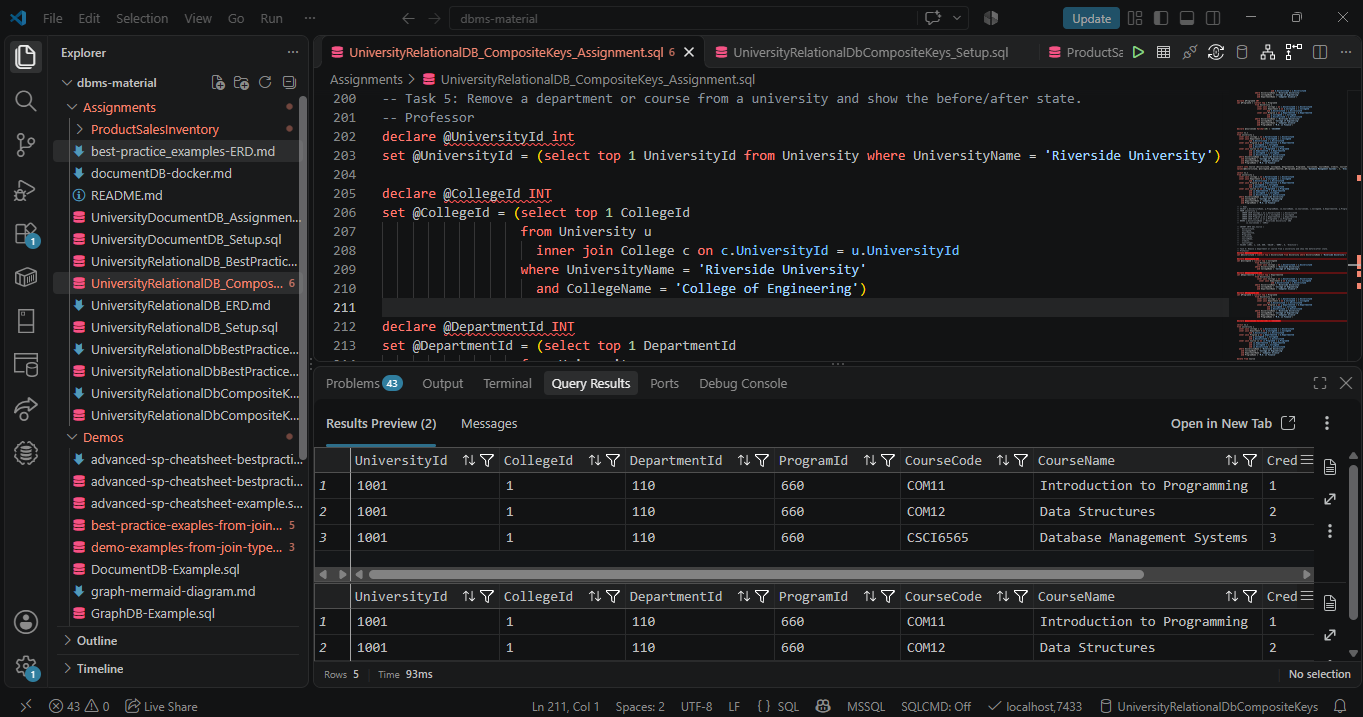 File Edit Selection View Go Run ··· dbms-material Update
Explorer ···
dbms-material
Assignments
ProductSalesInventory
best-practice_examples-ERD.md
documentDB-docker.md
README.md
UniversityDocumentDB_Assignmen...
UniversityDocumentDB_Setup.sql
UniversityRelationalDB_BestPractic...
UniversityRelationalDB_Compos... 6
UniversityRelationalDB_ERD.md
UniversityRelationalDB_Setup.sql
UniversityRelationalDbBestPractice...
UniversityRelationalDbBestPractice...
UniversityRelationalDbCompositeK...
UniversityRelationalDbCompositeK...
Demos
advanced-sp-cheatsheet-bestpracti...
advanced-sp-cheatsheet-bestpracti...
advanced-sp-cheatsheet-example.s...
best-practice-exaples-from-join... 5
demo-examples-from-join-type... 3
DocumentDB-Example.sql
graph-mermaid-diagram.md
GraphDB-Example.sql
Outline
Timeline
1
1
UniversityRelationalDB_CompositeKeys_Assignment.sql 6 UniversityRelationalDbCompositeKeys_Setup.sql ProductSa
Assignments > UniversityRelationalDB_CompositeKeys_Assignment.sql
200 -- Task 5: Remove a department or course from a university and show the before/after state.
201 -- Professor
202 declare @UniversityId int
203 set @UniversityId = (select top 1 UniversityId from University where UniversityName = 'Riverside University')
204
205 declare @CollegeId INT
206 set @CollegeId = (select top 1 CollegeId
207 from University u
208 inner join College c on c.UniversityId = u.UniversityId
209 where UniversityName = 'Riverside University'
210 and CollegeName = 'College of Engineering')
211
212 declare @DepartmentId INT
213 set @DepartmentId = (select top 1 DepartmentId
Problems 43 Output Terminal Query Results Ports Debug Console
Results Preview (2) Messages Open in New Tab
UniversityId CollegeId DepartmentId ProgramId CourseCode CourseName Cred
1 1001 1 110 660 COM11 Introduction to Programming 1
2 1001 1 110 660 COM12 Data Structures 2
3 1001 1 110 660 CSCI6565 Database Management Systems 3
UniversityId CollegeId DepartmentId ProgramId CourseCode CourseName Cred
1 1001 1 110 660 COM11 Introduction to Programming 1
2 1001 1 110 660 COM12 Data Structures 2
Rows 5 Time 93ms No selection
43 0 Live Share Ln 211, Col 1 Spaces: 2 UTF-8 LF { } SQL MSSQL SQLCMD: Off localhost,7433 UniversityRelationalDbCompositeKeys